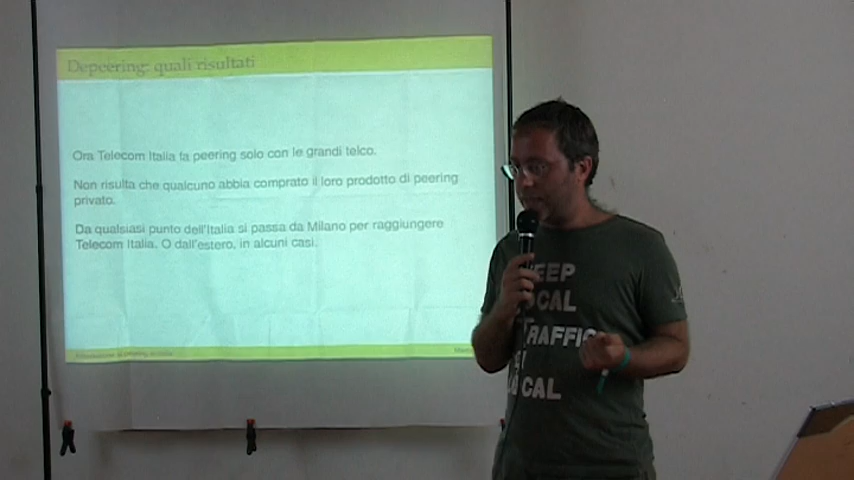 Depeering: quali risultati
Ora Telecom Italia fa peering solo con le grandi telco.
Non risulta che qualcuno abbia comprato il loro prodotto di peering
privato.
Da qualsiasi punto dell'Italia si passa da Milano per raggiungere
Telecom Italia. O dall'estero, in alcuni casi.
EEP
OCAL
TRAFFIC
CAL